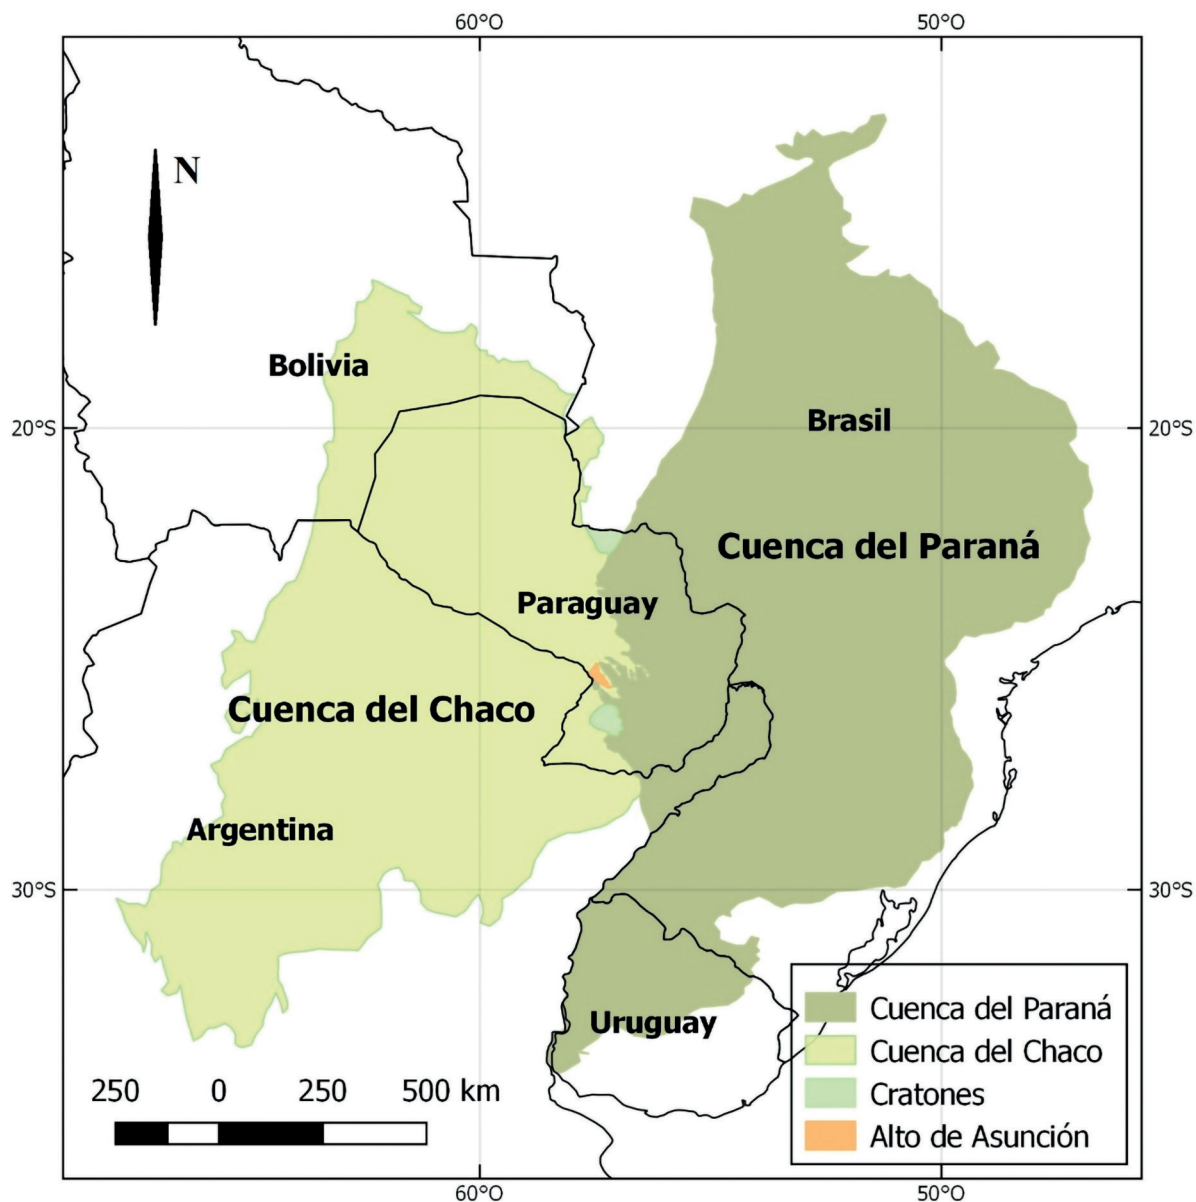 60°O
50°O
N
Bolivia
20°S
20°S
Brasil
Cuenca del Paraná
Paraguay
Cuenca del Chaco
Argentina
30°S
30°S
Uruguay
Cuenca del Paraná
Cuenca del Chaco
Cratones
Alto de Asunción
250 0 250 500 km
60°O
50°O